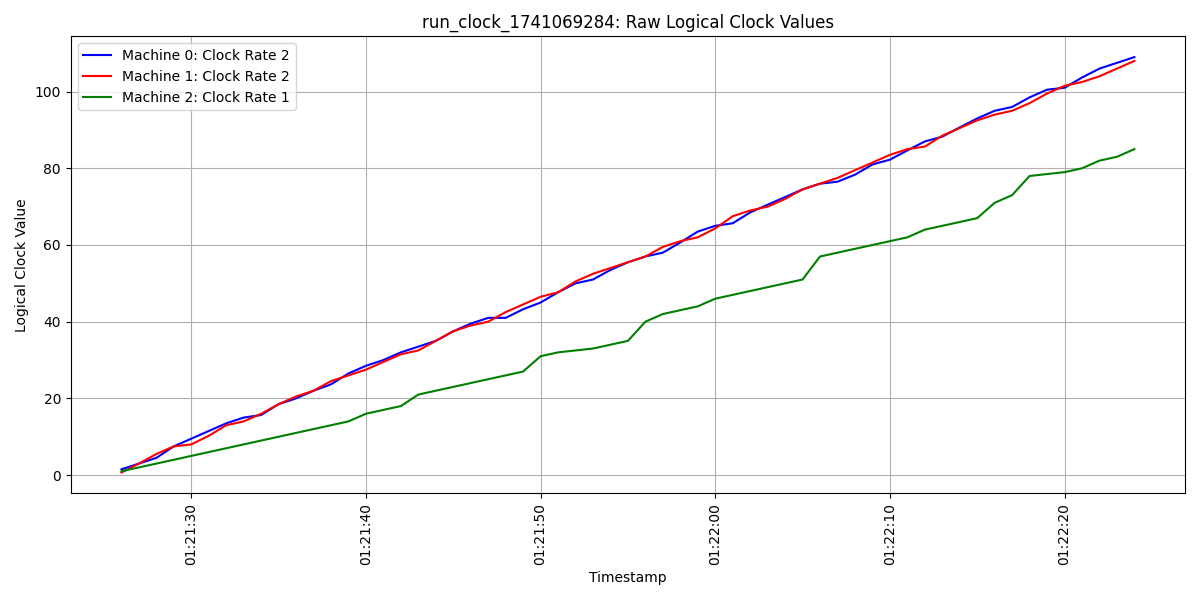 run_clock_1741069284: Raw Logical Clock Values
Machine 0: Clock Rate 2
Machine 1: Clock Rate 2
Machine 2: Clock Rate 1
Logical Clock Value
100
80
60
40
20
0
01:21:30
01:21:40
01:21:50
01:22:00
01:22:10
01:22:20
Timestamp